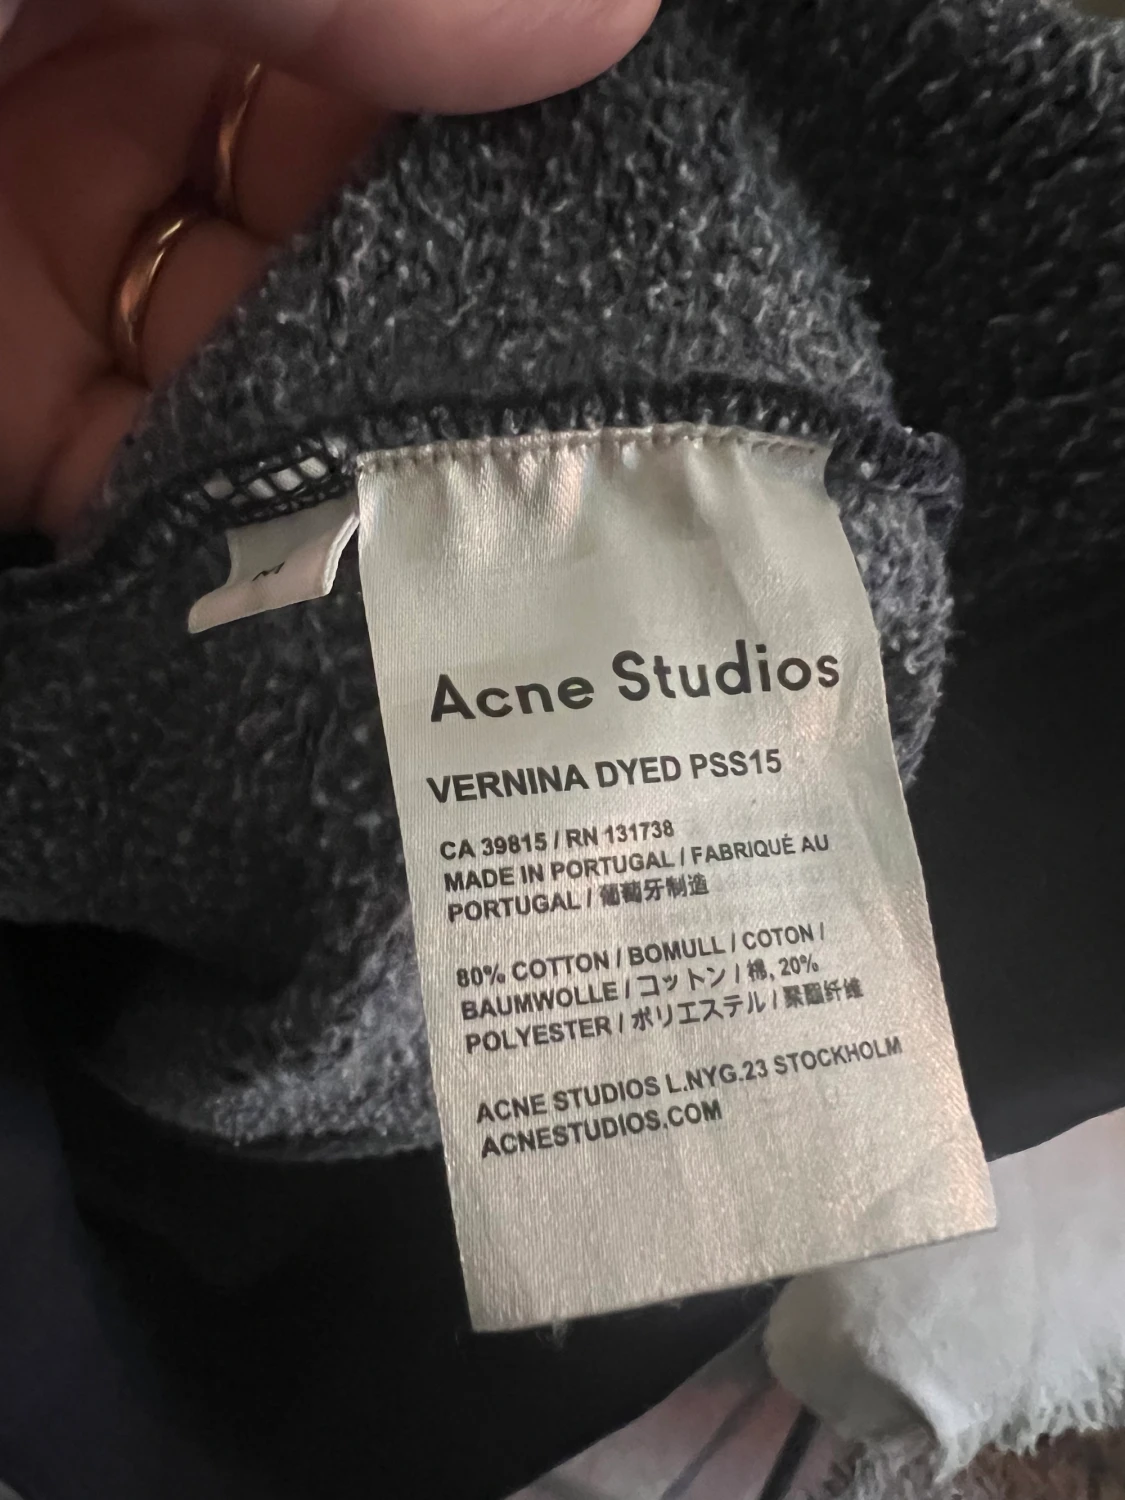 M
Acne Studios
VERNINA DYED PSS15
CA 39815 / RN 131738
MADE IN PORTUGAL / FABRIQUÉ AU
PORTUGAL / 葡萄牙制造
80% COTTON / BOMULL / COTON /
BAUMWOLLE / コットン / 棉, 20%
POLYESTER / ポリエステル / 聚酯纤维
ACNE STUDIOS L.NYG.23 STOCKHOLM
ACNESTUDIOS.COM